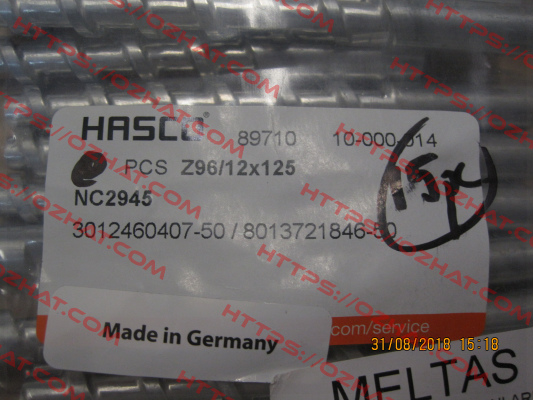 HASCO® 89710 10-000-014
PCS Z96/12x125
15x
NC2945
3012460407-50 / 8013721846-50
Made in Germany
.com/service
31/08/2018 15:18
MELTAS
HTTPS://OZHAT.COM